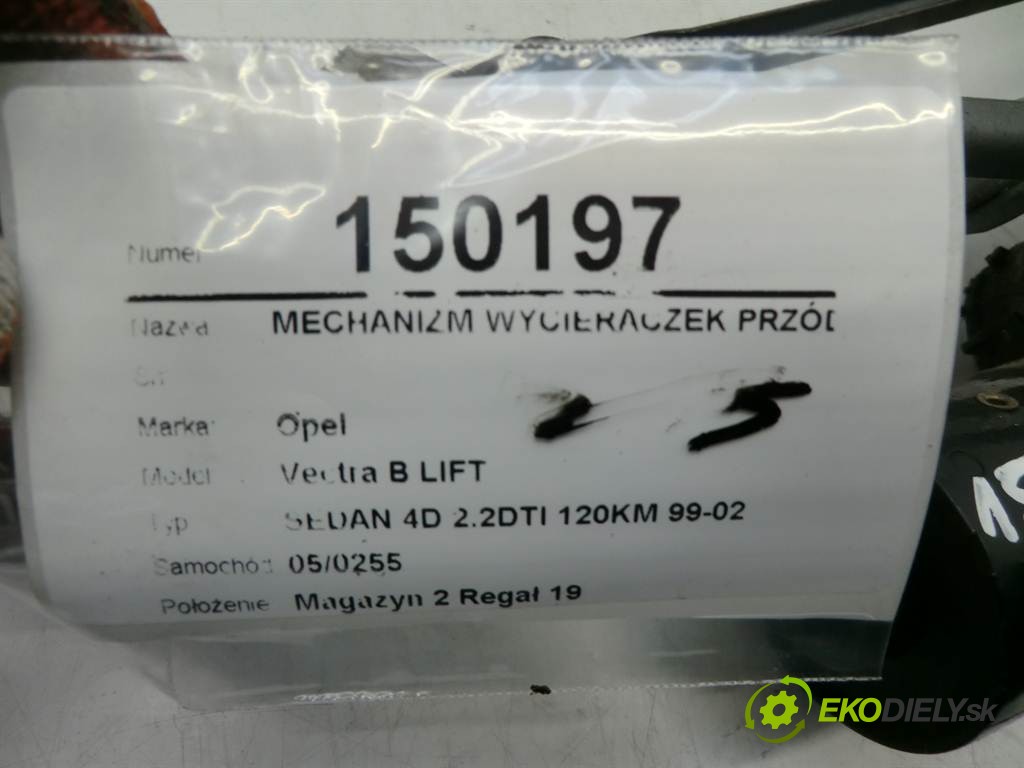 Numer 150197
Nazwa MECHANIZM WYCIERACZEK PRZÓD
Marka: Opel
Model Vectra B LIFT
Typ SEDAN 4D 2.2DTI 120KM 99-02
Samochód 05/0255
Położenie Magazyn 2 Regał 19
EKODIELY.sk